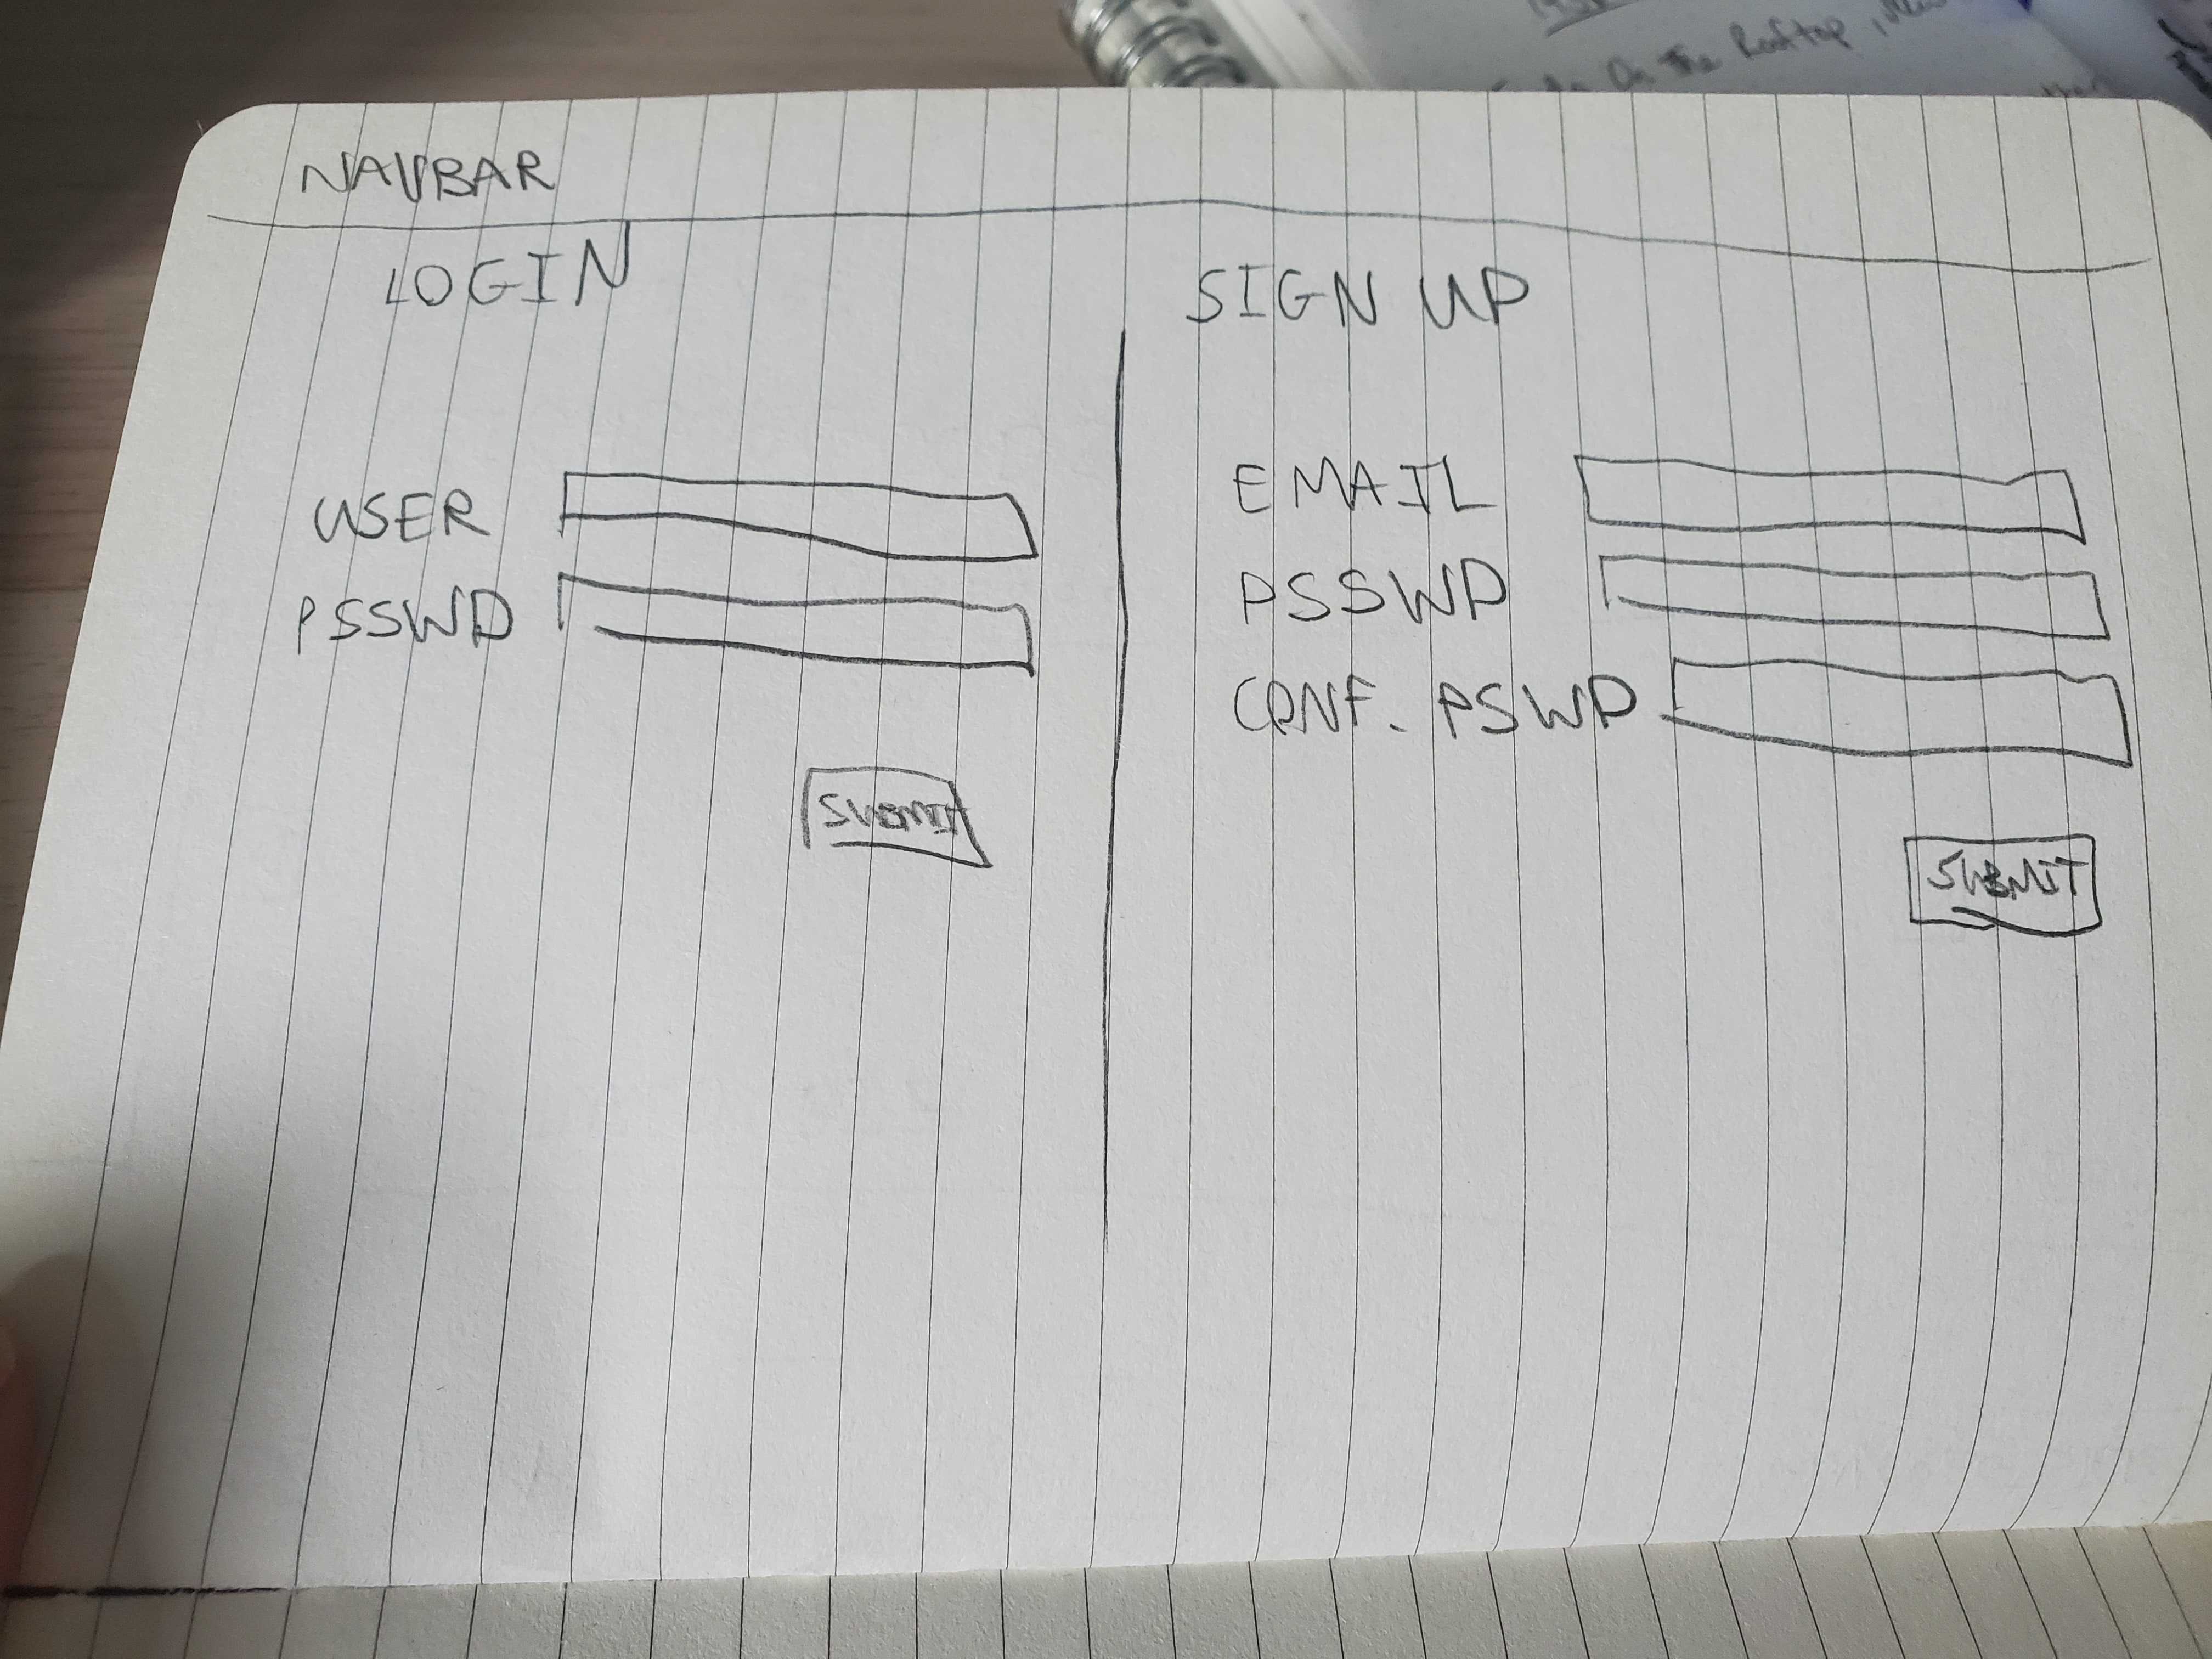 On the Rooftop
NAVBAR
LOGIN
USER
PSSWD
SUBMIT
SIGN UP
EMAIL
PSSWD
CONF. PSWD
SUBMIT